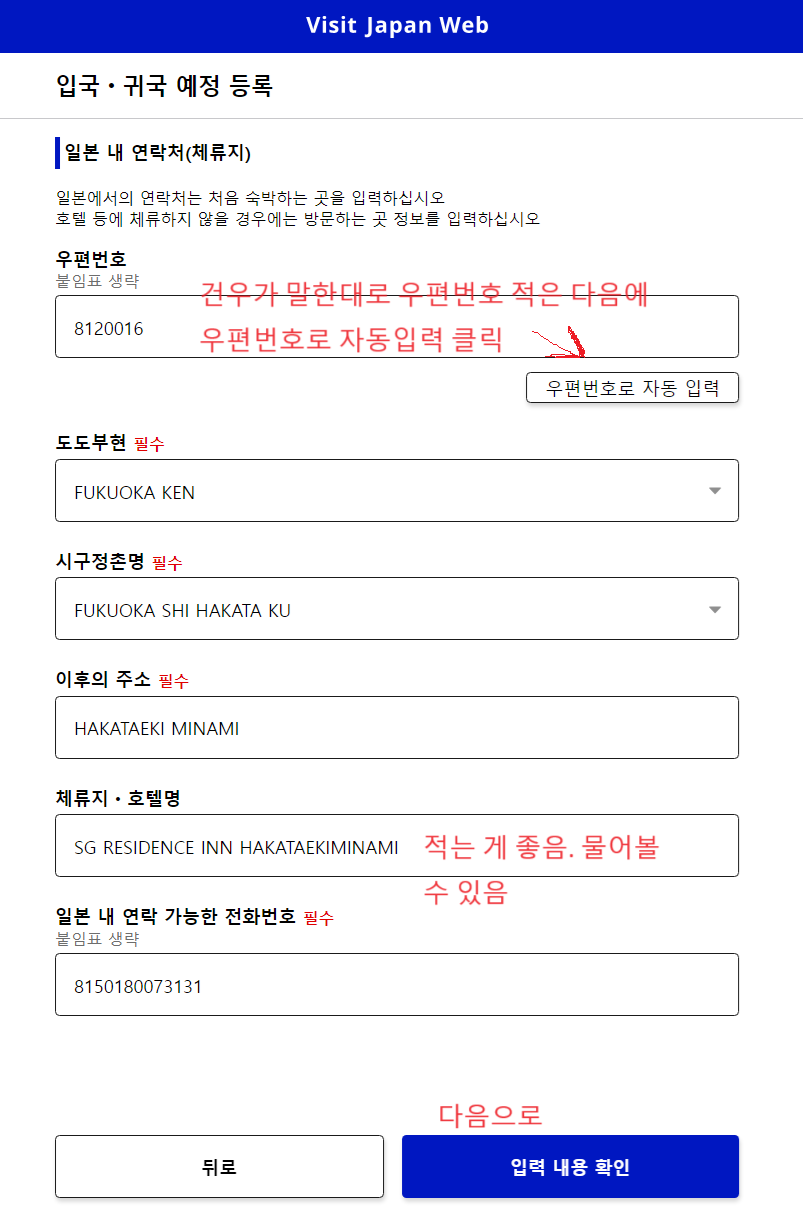 Visit Japan Web
입국・귀국 예정 등록
일본 내 연락처(체류지)
일본에서의 연락처는 처음 숙박하는 곳을 입력하십시오
호텔 등에 체류하지 않을 경우에는 방문하는 곳 정보를 입력하십시오
우편번호
붙임표 생략
건우가 말한대로 우편번호 적은 다음에
8120016
우편번호로 자동입력 클릭
우편번호로 자동 입력
도도부현 필수
FUKUOKA KEN
시구정촌명 필수
FUKUOKA SHI HAKATA KU
이후의 주소 필수
HAKATAEKI MINAMI
체류지・호텔명
SG RESIDENCE INN HAKATAEKIMINAMI
적는 게 좋음. 물어볼
수 있음
일본 내 연락 가능한 전화번호 필수
붙임표 생략
8150180073131
다음으로
뒤로
입력 내용 확인